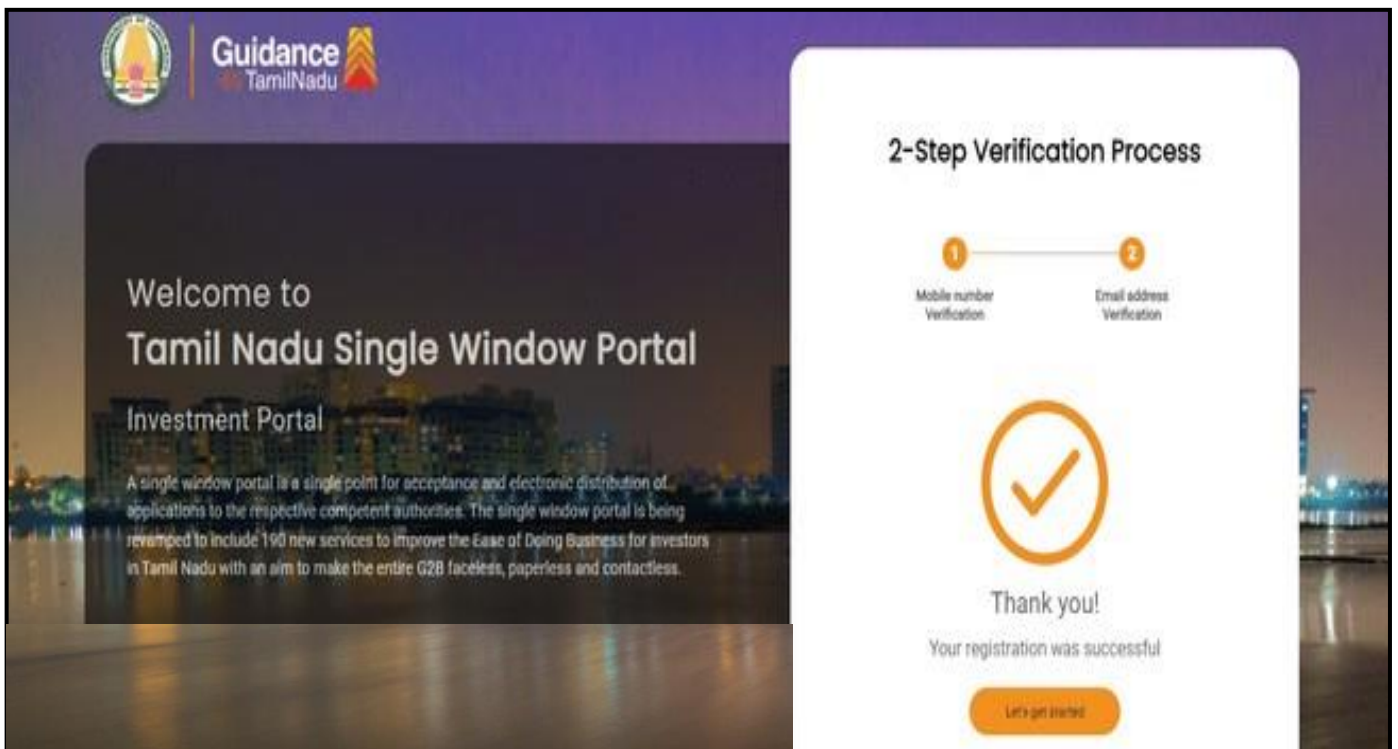 Guidance
TamilNadu
Welcome to
Tamil Nadu Single Window Portal
Investment Portal
A single window portal is a single point for acceptance and electronic distribution of
applications to the respective competent authorities. The single window portal is being
revamped to include 190 new services to improve the Ease of Doing Business for investors
in Tamil Nadu with an aim to make the entire G2B faceless, paperless and contactless.
2-Step Verification Process
1
2
Mobile number
Verification
Email address
Verification
Thank you!
Your registration was successful
Let's get started